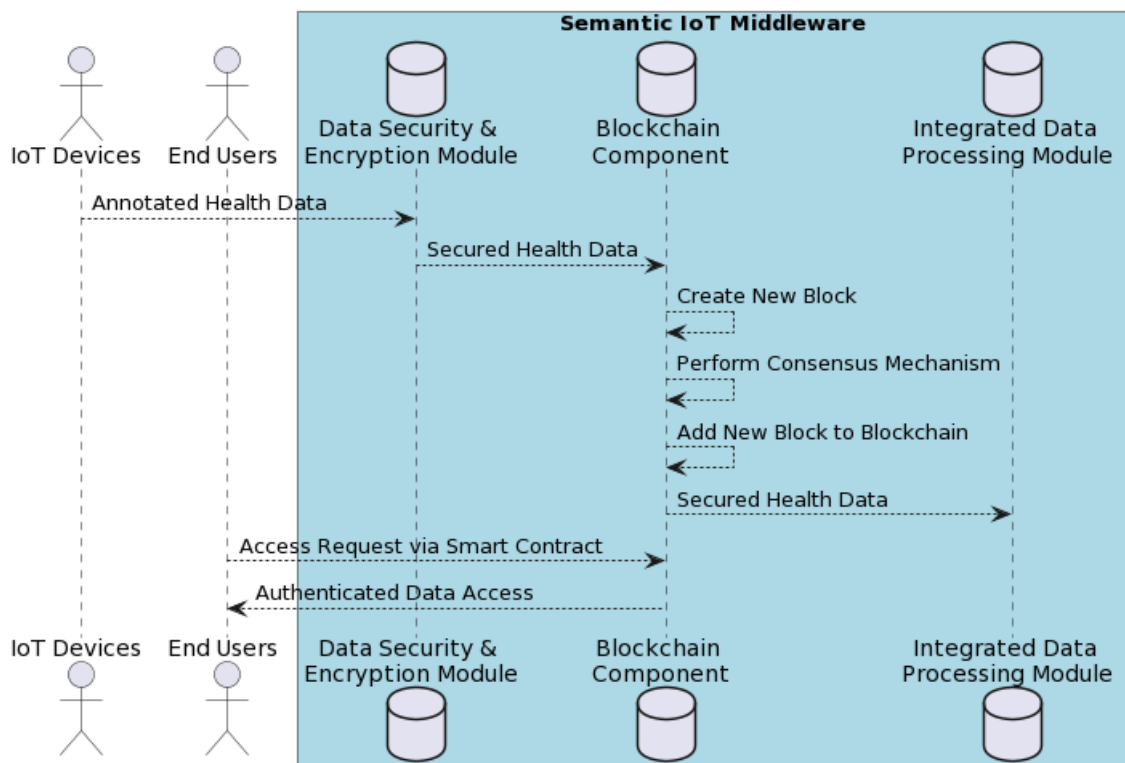 Semantic IoT Middleware
IoT Devices
End Users
Data Security &
Encryption Module
Blockchain
Component
Integrated Data
Processing Module
Annotated Health Data
Secured Health Data
Create New Block
Perform Consensus Mechanism
Add New Block to Blockchain
Secured Health Data
Access Request via Smart Contract
Authenticated Data Access
IoT Devices
End Users
Data Security &
Encryption Module
Blockchain
Component
Integrated Data
Processing Module